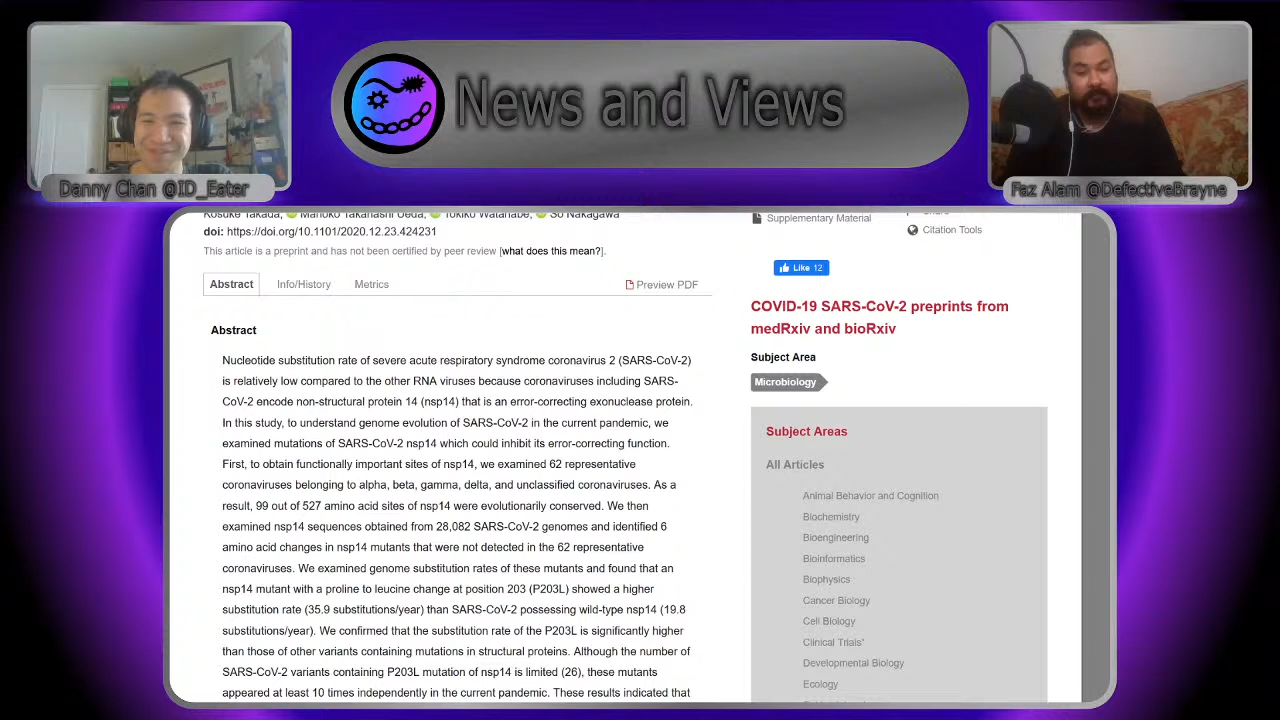 News and Views
Danny Chan @ID_Eater
Faz Alam @DefectiveBrayne
Kosuke Takada, Mahoko Takahashi Ueda, Tokiko Watanabe, So Nakagawa
doi: https://doi.org/10.1101/2020.12.23.424231
This article is a preprint and has not been certified by peer review [what does this mean?].
Abstract Info/History Metrics Preview PDF
Abstract
Nucleotide substitution rate of severe acute respiratory syndrome coronavirus 2 (SARS-CoV-2)
is relatively low compared to the other RNA viruses because coronaviruses including SARS-
CoV-2 encode non-structural protein 14 (nsp14) that is an error-correcting exonuclease protein.
In this study, to understand genome evolution of SARS-CoV-2 in the current pandemic, we
examined mutations of SARS-CoV-2 nsp14 which could inhibit its error-correcting function.
First, to obtain functionally important sites of nsp14, we examined 62 representative
coronaviruses belonging to alpha, beta, gamma, delta, and unclassified coronaviruses. As a
result, 99 out of 527 amino acid sites of nsp14 were evolutionarily conserved. We then
examined nsp14 sequences obtained from 28,082 SARS-CoV-2 genomes and identified 6
amino acid changes in nsp14 mutants that were not detected in the 62 representative
coronaviruses. We examined genome substitution rates of these mutants and found that an
nsp14 mutant with a proline to leucine change at position 203 (P203L) showed a higher
substitution rate (35.9 substitutions/year) than SARS-CoV-2 possessing wild-type nsp14 (19.8
substitutions/year). We confirmed that the substitution rate of the P203L is significantly higher
than those of other variants containing mutations in structural proteins. Although the number of
SARS-CoV-2 variants containing P203L mutation of nsp14 is limited (26), these mutants
appeared at least 10 times independently in the current pandemic. These results indicated that
Supplementary Material
Share
Citation Tools
Like 12
COVID-19 SARS-CoV-2 preprints from
medRxiv and bioRxiv
Subject Area
Microbiology
Subject Areas
All Articles
Animal Behavior and Cognition
Biochemistry
Bioengineering
Bioinformatics
Biophysics
Cancer Biology
Cell Biology
Clinical Trials*
Developmental Biology
Ecology